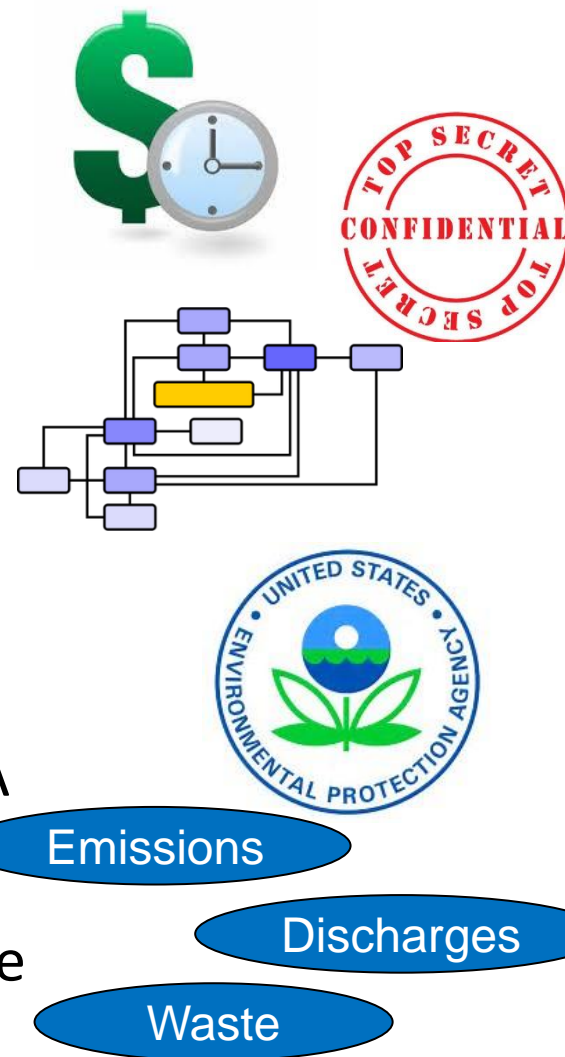 TOP SECRET
CONFIDENTIAL
TOP SECRET
UNITED STATES
ENVIRONMENTAL PROTECTION AGENCY
Emissions
Discharges
Waste